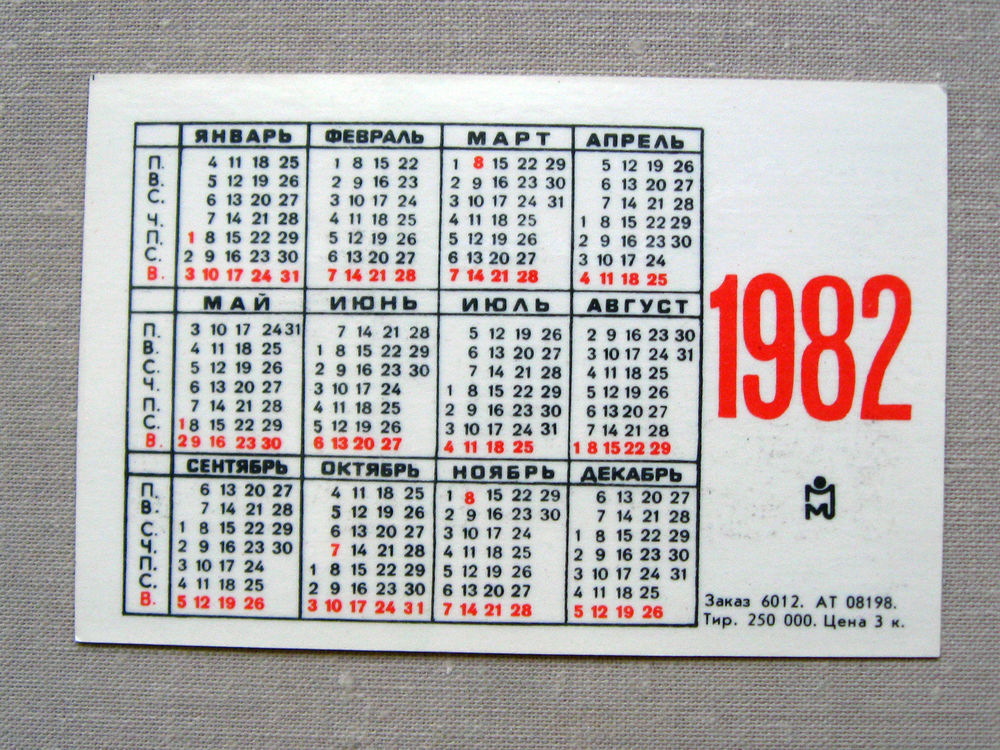 ЯНВАРЬ ФЕВРАЛЬ МАРТ АПРЕЛЬ
П. 4 11 18 25 1 8 15 22 1 8 15 22 29 5 12 19 26
В. 5 12 19 26 2 9 16 23 2 9 16 23 30 6 13 20 27
С. 6 13 20 27 3 10 17 24 3 10 17 24 31 7 14 21 28
Ч. 7 14 21 28 4 11 18 25 4 11 18 25 1 8 15 22 29
П. 1 8 15 22 29 5 12 19 26 5 12 19 26 2 9 16 23 30
С. 2 9 16 23 30 6 13 20 27 6 13 20 27 3 10 17 24
В. 3 10 17 24 31 7 14 21 28 7 14 21 28 4 11 18 25
МАЙ ИЮНЬ ИЮЛЬ АВГУСТ
П. 3 10 17 24 31 7 14 21 28 5 12 19 26 2 9 16 23 30
В. 4 11 18 25 1 8 15 22 29 6 13 20 27 3 10 17 24 31
С. 5 12 19 26 2 9 16 23 30 7 14 21 28 4 11 18 25
Ч. 6 13 20 27 3 10 17 24 1 8 15 22 29 5 12 19 26
П. 7 14 21 28 4 11 18 25 2 9 16 23 30 6 13 20 27
С. 1 8 15 22 29 5 12 19 26 3 10 17 24 31 7 14 21 28
В. 2 9 16 23 30 6 13 20 27 4 11 18 25 1 8 15 22 29
1982
СЕНТЯБРЬ ОКТЯБРЬ НОЯБРЬ ДЕКАБРЬ
П. 6 13 20 27 4 11 18 25 1 8 15 22 29 6 13 20 27
В. 7 14 21 28 5 12 19 26 2 9 16 23 30 7 14 21 28
С. 1 8 15 22 29 6 13 20 27 3 10 17 24 1 8 15 22 29
Ч. 2 9 16 23 30 7 14 21 28 4 11 18 25 2 9 16 23 30
П. 3 10 17 24 1 8 15 22 29 5 12 19 26 3 10 17 24 31
С. 4 11 18 25 2 9 16 23 30 6 13 20 27 4 11 18 25
В. 5 12 19 26 3 10 17 24 31 7 14 21 28 5 12 19 26
Заказ 6012. АТ 08198.
Тир. 250 000. Цена 3 к.